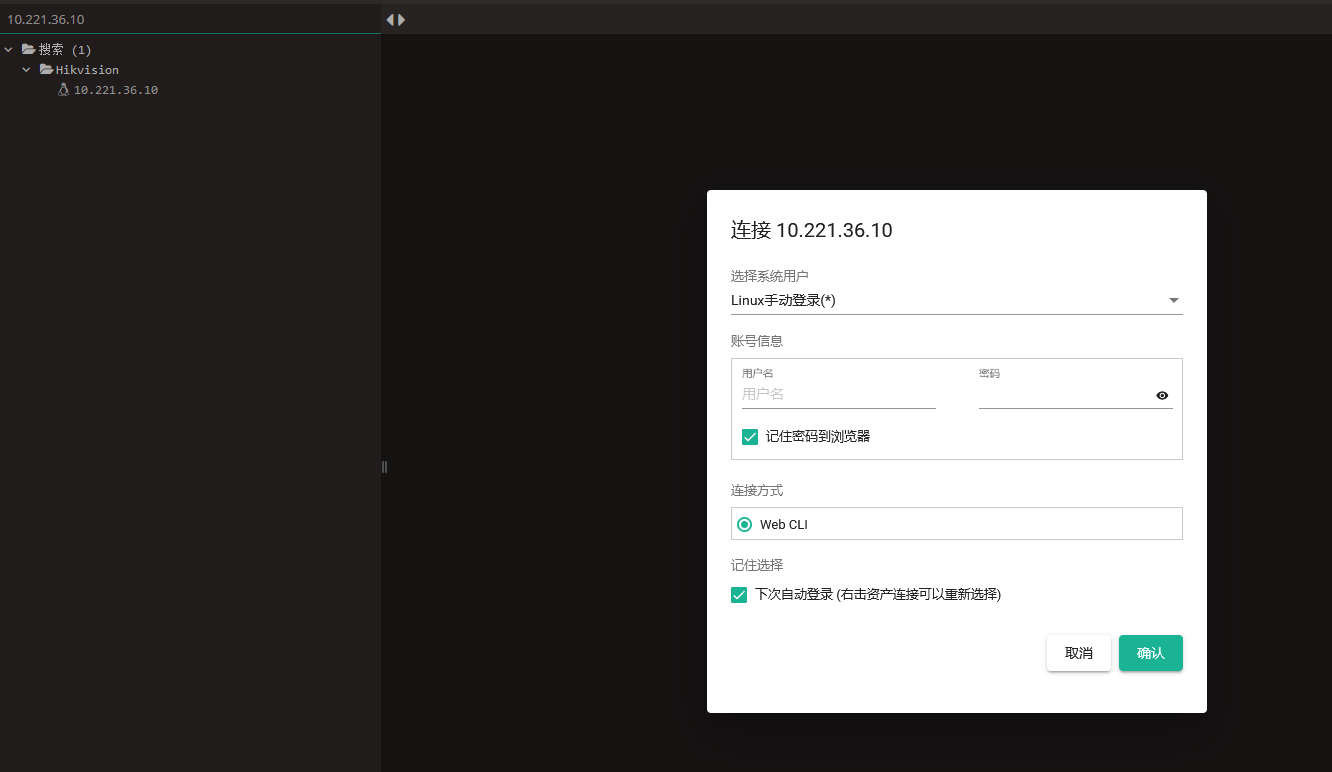 10.221.36.10
搜索 (1)
Hikvision
10.221.36.10
连接 10.221.36.10
选择系统用户
Linux手动登录(*)
账号信息
用户名 密码
用户名
记住密码到浏览器
连接方式
Web CLI
记住选择
下次自动登录 (右击资产连接可以重新选择)
取消 确认